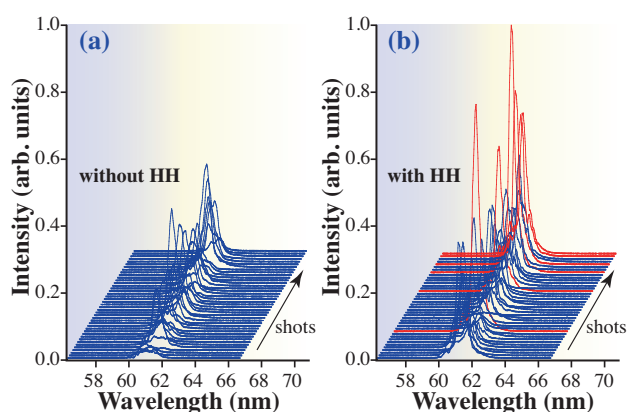 (a)
Intensity (arb. units)
1.0
0.8
0.6
0.4
0.2
0.0
without HH
shots
58 60 62 64 66 68 70
Wavelength (nm)
(b)
Intensity (arb. units)
1.0
0.8
0.6
0.4
0.2
0.0
with HH
shots
58 60 62 64 66 68 70
Wavelength (nm)